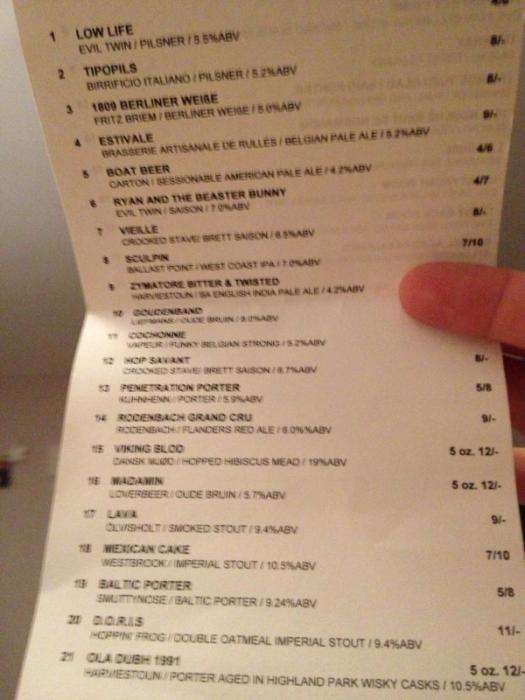 1 LOW LIFE
EVIL TWIN / PILSNER / 5.5%ABV 8/-
2 TIPOPILS
BIRRIFICIO ITALIANO / PILSNER / 5.2%ABV 8/-
3 1809 BERLINER WEIßE
FRITZ BRIEM / BERLINER WEIßE / 5.0%ABV 9/-
4 ESTIVALE
BRASSERIE ARTISANALE DE RULLES / BELGIAN PALE ALE / 5.2%ABV
5 BOAT BEER 4/6
CARTON / SESSIONABLE AMERICAN PALE ALE / 4.2%ABV
6 RYAN AND THE BEASTER BUNNY 4/7
EVIL TWIN / SAISON / 7.0%ABV
7 VIEILLE 8/-
CROOKED STAVE/ BRETT SAISON /
8 SCULPIN 7/10
BALLAST POINT / WEST COAST IPA / 7.0%ABV
9 ZYMATORE BITTER & TWISTED
HARVIESTOUN / BA ENGLISH INDIA PALE ALE / 4.2%ABV
10 GOUDENBAND
LIEFMANS / OUDE BRUIN / 8.0%ABV
11 COCHONNE
VAPEUR / FUNKY BELGIAN STRONG /
12 HOP SAVANT 8/-
CROOKED STAVE/ BRETT SAISON / 6.7%ABV
13 PENETRATION PORTER 5/8
KUHNHENN / PORTER / 5.9%ABV
14 RODENBACH GRAND CRU 9/-
RODENBACH / FLANDERS RED ALE / 6.0%%ABV
15 VIKING BLOD 5 oz. 12/-
DANSK MJØD / HOPPED HIBISCUS MEAD / 19%ABV
16 MADAMIN 5 oz. 12/-
LOVERBEER / OUDE BRUIN / 5.7%ABV
17 LAVA 9/-
OLVISHOLT / SMOKED STOUT / 9.4%ABV
18 MEXICAN CAKE 7/10
WESTBROOK / IMPERIAL STOUT / 10.5%ABV
19 BALTIC PORTER 5/8
SMUTTYNOSE / BALTIC PORTER / 9.24%ABV
20 D.O.R.I.S 11/-
HOPPIN' FROG / DOUBLE OATMEAL IMPERIAL STOUT / 9.4%ABV
21 OLA DUBH 1991 5 oz. 12/-
HARVIESTOUN / PORTER AGED IN HIGHLAND PARK WISKY CASKS / 10.5%ABV